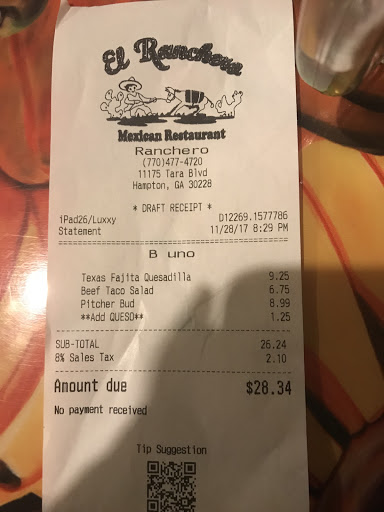 El Ranchero
Mexican Restaurant
Ranchero
(770)477-4720
11175 Tara Blvd
Hampton, GA 30228
* DRAFT RECEIPT *
iPad26/Luxxy D12269.1577786
Statement 11/28/17 8:29 PM
B uno
Texas Fajita Quesadilla 9.25
Beef Taco Salad 6.75
Pitcher Bud 8.99
**Add QUESO** 1.25
SUB-TOTAL 26.24
8% Sales Tax 2.10
Amount due $28.34
No payment received
Tip Suggestion